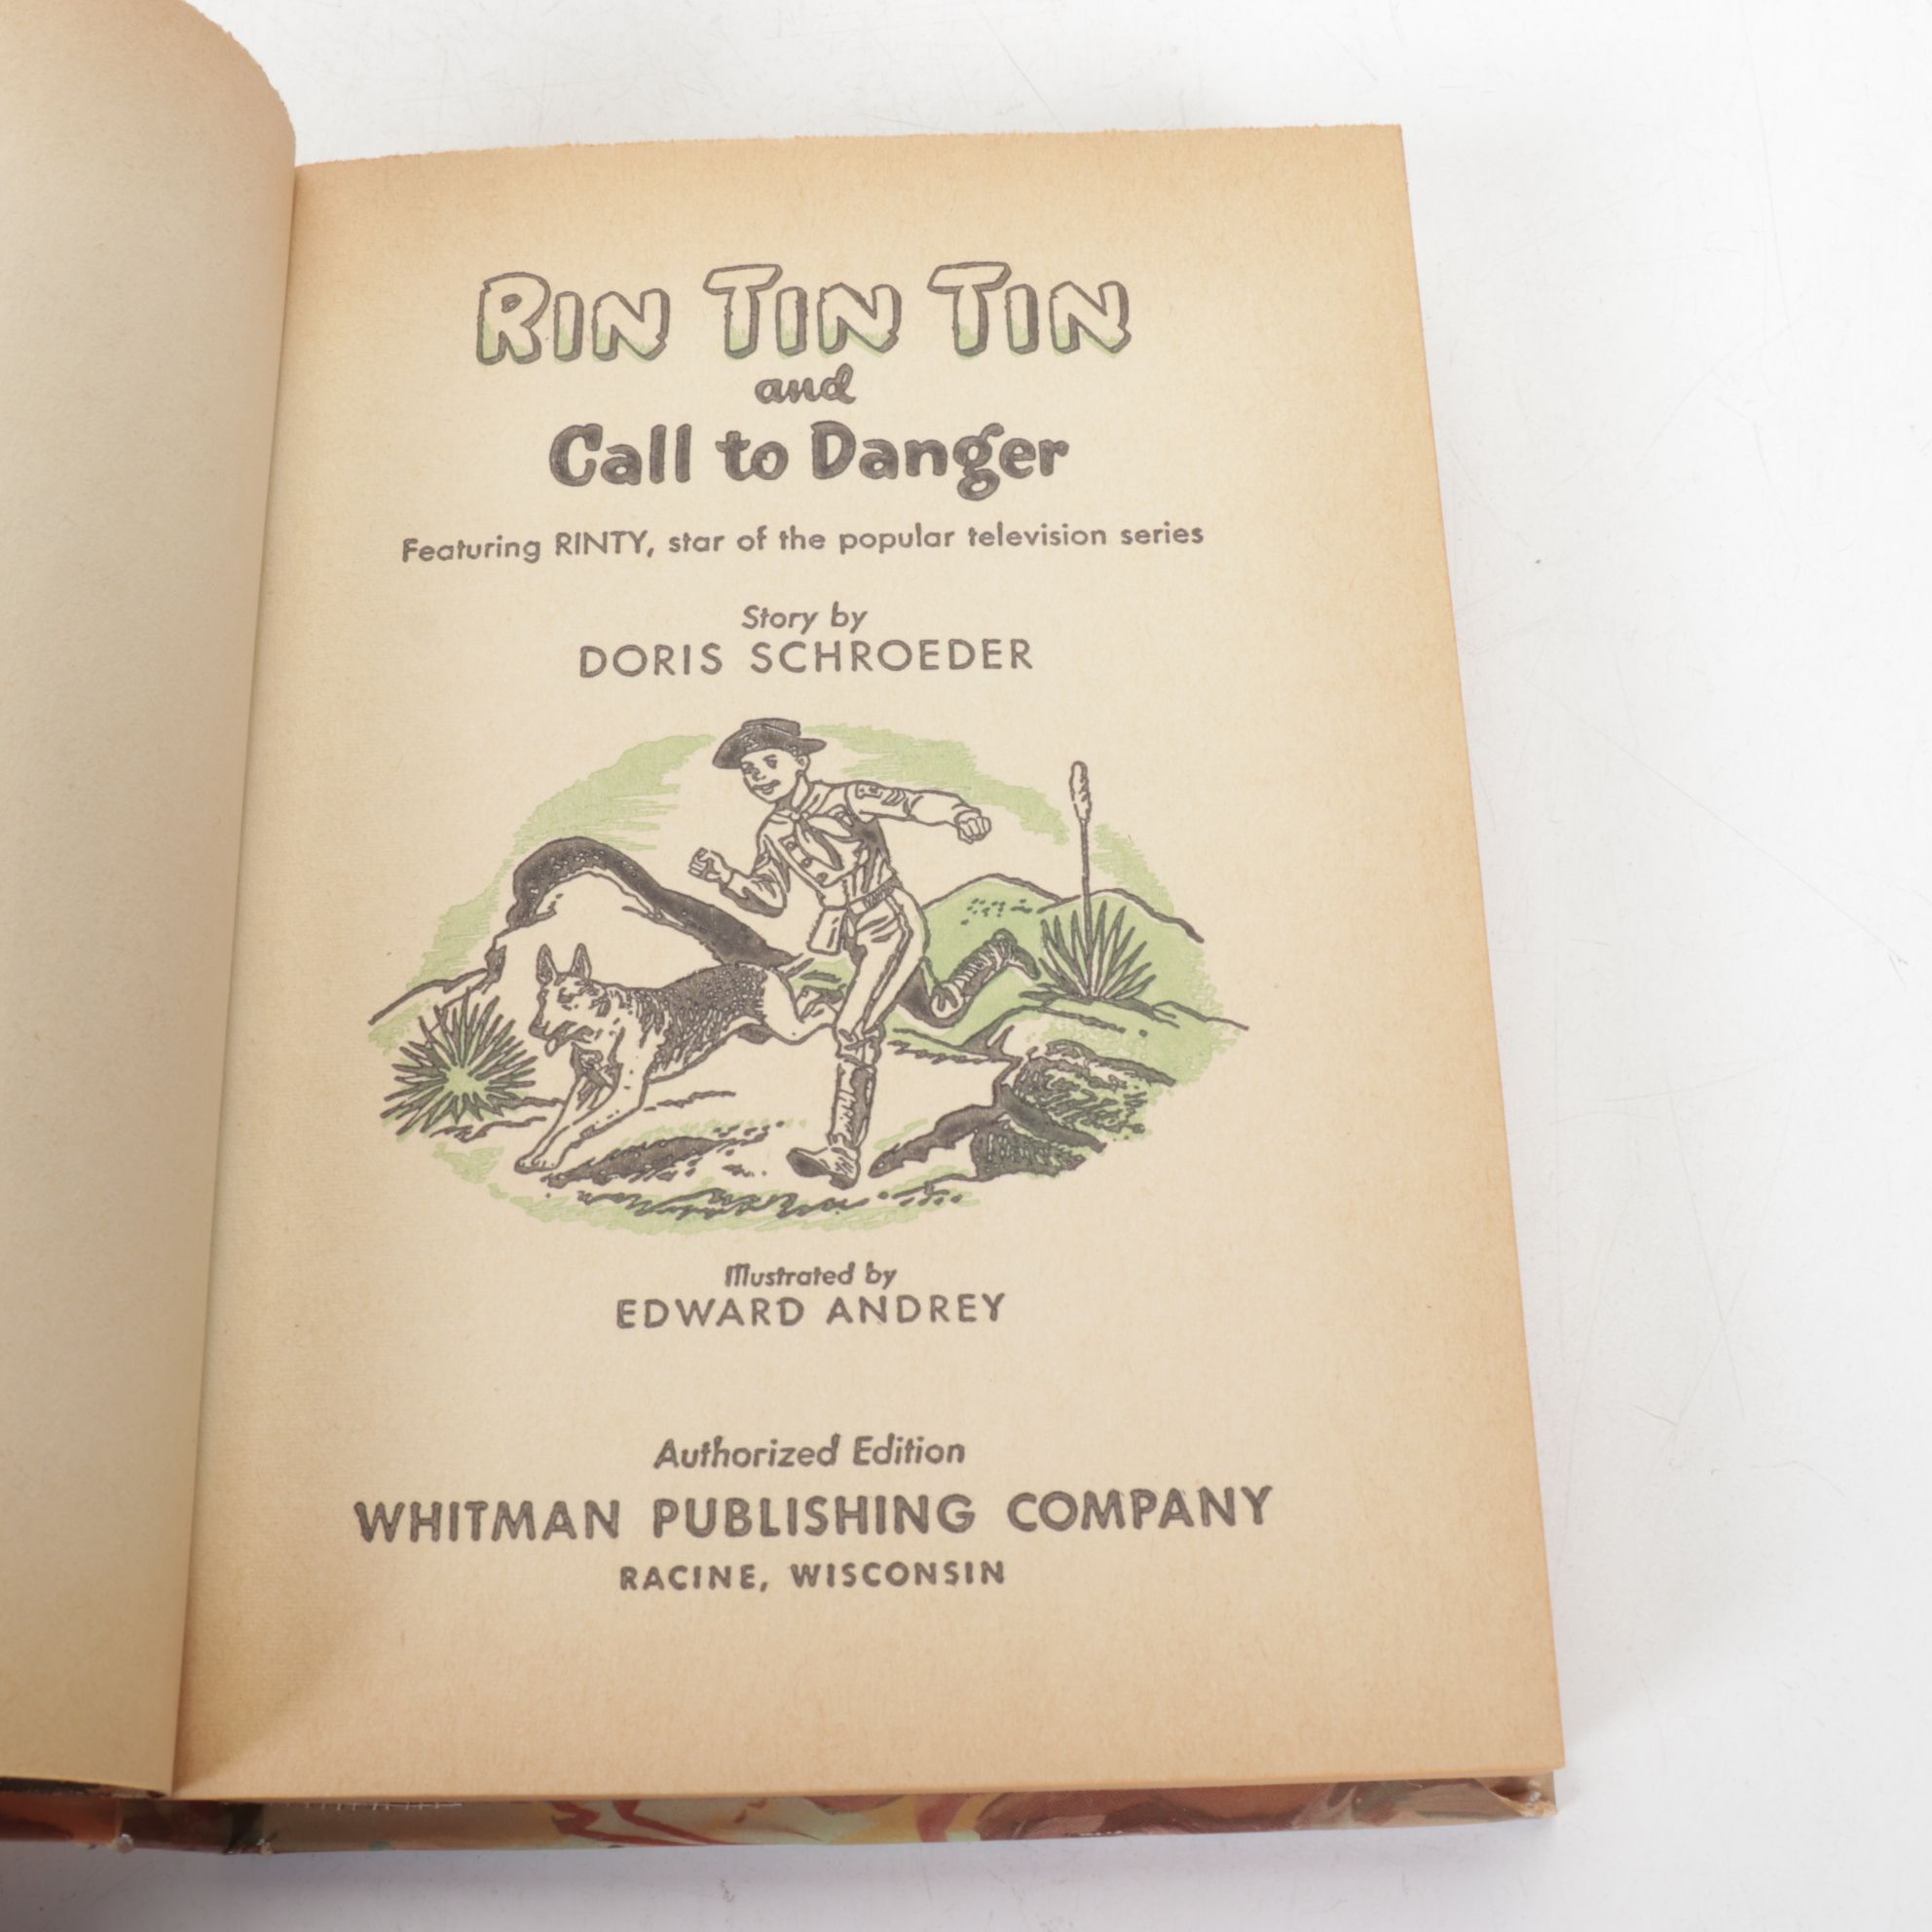 RIN TIN TIN
and
Call to Danger
Featuring RINTY, star of the popular television series
Story by
DORIS SCHROEDER
Illustrated by
EDWARD ANDREY
Authorized Edition
WHITMAN PUBLISHING COMPANY
RACINE, WISCONSIN